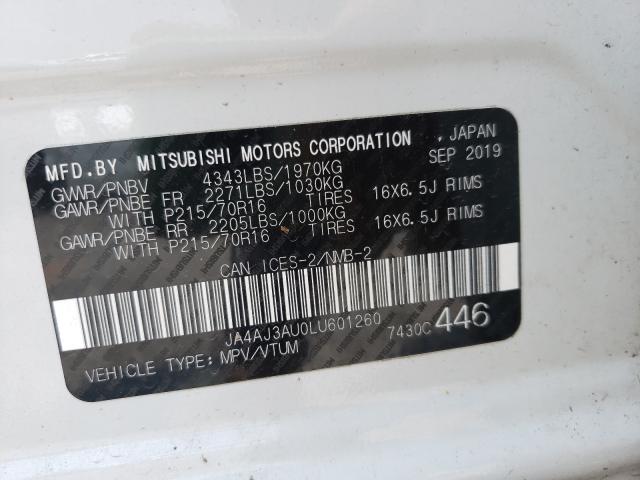 MFD.BY MITSUBISHI MOTORS CORPORATION , JAPAN
SEP 2019
GVWR/PNBV 4343LBS/1970KG
GAWR/PNBE FR 2271LBS/1030KG
WITH P215/70R16 TIRES 16X6.5J RIMS
GAWR/PNBE RR 2205LBS/1000KG
WITH P215/70R16 TIRES 16X6.5J RIMS
CAN ICES-2/NMB-2
JA4AJ3AU0LU601260 7430C 446
VEHICLE TYPE: MPV/VTUM